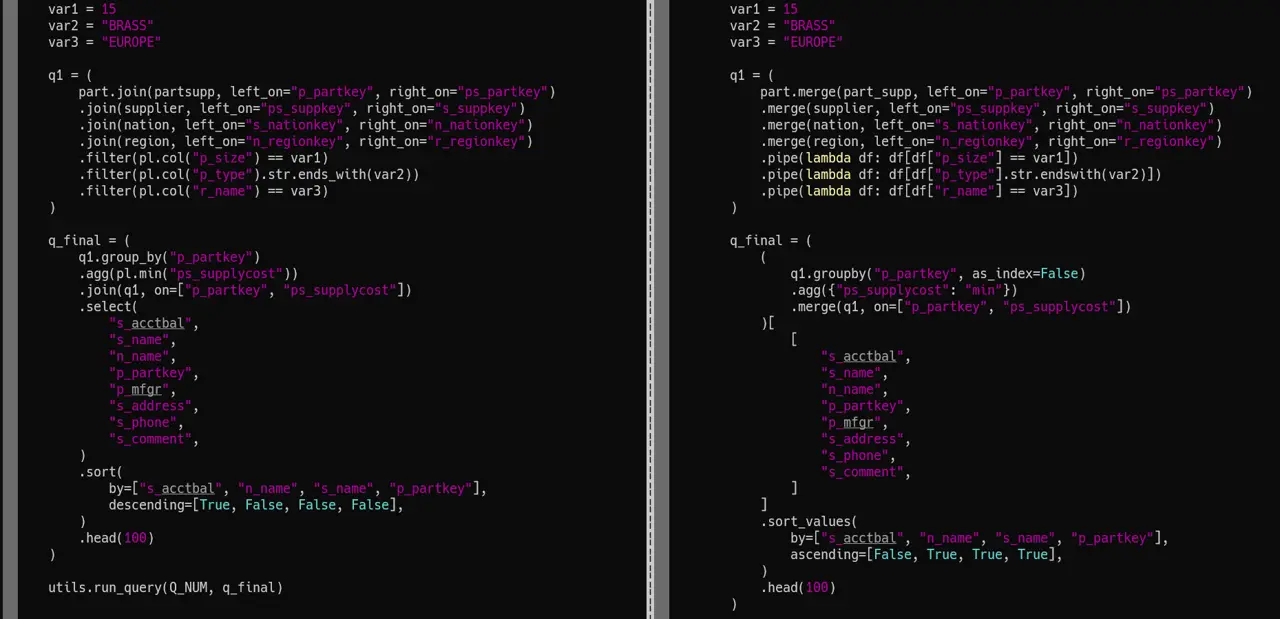 var1 = 15
var2 = "BRASS"
var3 = "EUROPE"
q1 = (
part.join(partsupp, left_on="p_partkey", right_on="ps_partkey")
.join(supplier, left_on="ps_suppkey", right_on="s_suppkey")
.join(nation, left_on="s_nationkey", right_on="n_nationkey")
.join(region, left_on="n_regionkey", right_on="r_regionkey")
.filter(pl.col("p_size") == var1)
.filter(pl.col("p_type").str.ends_with(var2))
.filter(pl.col("r_name") == var3)
)
q_final = (
q1.group_by("p_partkey")
.agg(pl.min("ps_supplycost"))
.join(q1, on=["p_partkey", "ps_supplycost"])
.select(
"s_acctbal",
"s_name",
"n_name",
"p_partkey",
"p_mfgr",
"s_address",
"s_phone",
"s_comment",
)
.sort(
by=["s_acctbal", "n_name", "s_name", "p_partkey"],
descending=[True, False, False, False],
)
.head(100)
)
utils.run_query(Q_NUM, q_final)
var1 = 15
var2 = "BRASS"
var3 = "EUROPE"
q1 = (
part.merge(part_supp, left_on="p_partkey", right_on="ps_partkey")
.merge(supplier, left_on="ps_suppkey", right_on="s_suppkey")
.merge(nation, left_on="s_nationkey", right_on="n_nationkey")
.merge(region, left_on="n_regionkey", right_on="r_regionkey")
.pipe(lambda df: df[df["p_size"] == var1])
.pipe(lambda df: df[df["p_type"].str.endswith(var2)])
.pipe(lambda df: df[df["r_name"] == var3])
)
q_final = (
(
q1.groupby("p_partkey", as_index=False)
.agg({"ps_supplycost": "min"})
.merge(q1, on=["p_partkey", "ps_supplycost"])
)[
[
"s_acctbal",
"s_name",
"n_name",
"p_partkey",
"p_mfgr",
"s_address",
"s_phone",
"s_comment",
]
]
.sort_values(
by=["s_acctbal", "n_name", "s_name", "p_partkey"],
ascending=[False, True, True, True],
)
.head(100)
)